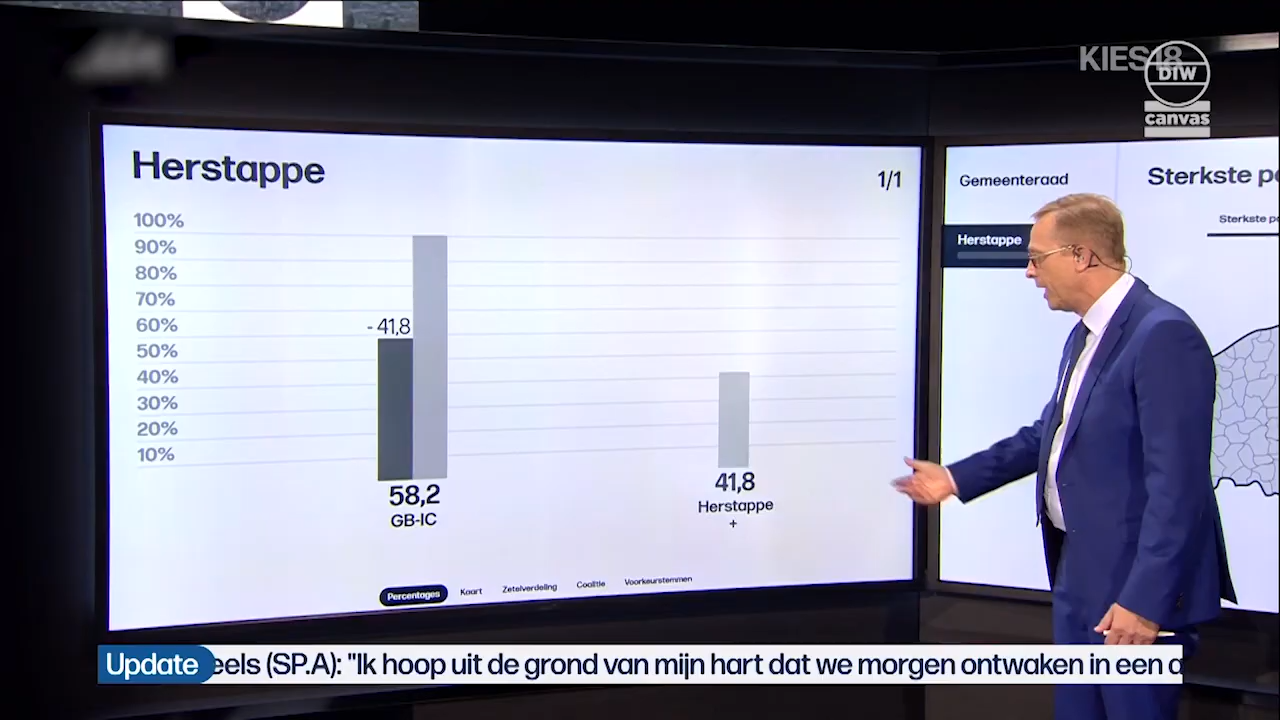 KIES18
DIW
canvas
Herstappe
1/1
100%
90%
80%
70%
60%
50%
40%
30%
20%
10%
- 41,8
58,2
GB-IC
41,8
Herstappe
+
Percentages
Kaart
Zetelverdeling
Coalitie
Voorkeurstemmen
Gemeenteraad
Herstappe
Sterkste p
Sterkste p
Update
eels (SP.A): "Ik hoop uit de grond van mijn hart dat we morgen ontwaken in een